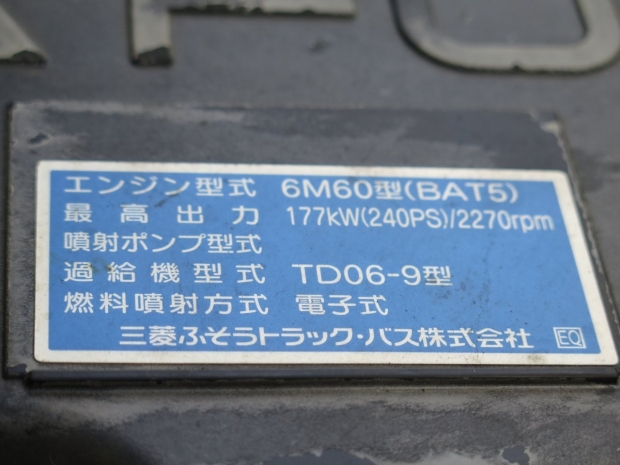 エンジン型式 6M60型(BAT5)
最高出力 177kW(240PS)/2270rpm
噴射ポンプ型式
過給機型式 TD06-9型
燃料噴射方式 電子式
三菱ふそうトラック・バス株式会社 EQ